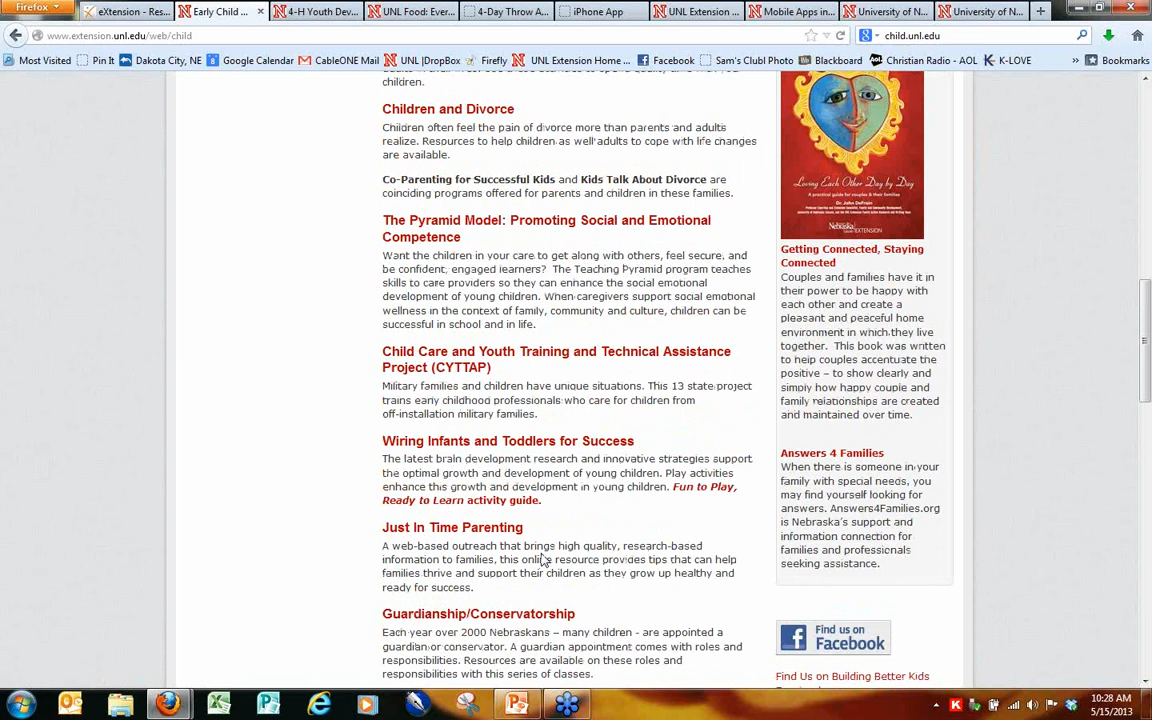 Firefox
eXtension - Res...
Early Child ...
4-H Youth Dev...
UNL Food: Ever...
4-Day Throw A...
iPhone App
UNL Extension ...
Mobile Apps in...
University of N...
University of N...
www.extension.unl.edu/web/child
child.unl.edu
Most Visited
Pin It
Dakota City, NE
Google Calendar
CableONE Mail
UNL |DropBox
Firefly
UNL Extension Home ...
Facebook
Sam's Club| Photo
Blackboard
Christian Radio - AOL
K-LOVE
Bookmarks
children.
Children and Divorce
Children often feel the pain of divorce more than parents and adults
realize. Resources to help children as well adults to cope with life changes
are available.
Co-Parenting for Successful Kids and Kids Talk About Divorce are
coinciding programs offered for parents and children in these families.
The Pyramid Model: Promoting Social and Emotional
Competence
Want the children in your care to get along with others, feel secure, and
be confident, engaged learners? The Teaching Pyramid program teaches
skills to care providers so they can enhance the social emotional
development of young children. When caregivers support social emotional
wellness in the context of family, community and culture, children can be
successful in school and in life.
Child Care and Youth Training and Technical Assistance
Project (CYTTAP)
Military families and children have unique situations. This 13 state project
trains early childhood professionals who care for children from
off-installation military families.
Wiring Infants and Toddlers for Success
The latest brain development research and innovative strategies support
the optimal growth and development of young children. Play activities
enhance this growth and development in young children. Fun to Play,
Ready to Learn activity guide.
Just In Time Parenting
A web-based outreach that brings high quality, research-based
information to families, this online resource provides tips that can help
families thrive and support their children as they grow up healthy and
ready for success.
Guardianship/Conservatorship
Each year over 2000 Nebraskans – many children - are appointed a
guardian or conservator. A guardian appointment comes with roles and
responsibilities. Resources are available on these roles and
responsibilities with this series of classes.
Loving Each Other Day by Day
A practical guide for couples & their families
Dr. John DeFrain
Nebraska
EXTENSION
Getting Connected, Staying
Connected
Couples and families have it in
their power to be happy with
each other and create a
pleasant and peaceful home
environment in which they live
together. This book was written
to help couples accentuate the
positive – to show clearly and
simply how happy couple and
family relationships are created
and maintained over time.
Answers 4 Families
When there is someone in your
family with special needs, you
may find yourself looking for
answers. Answers4Families.org
is Nebraska's support and
information connection for
families and professionals
seeking assistance.
Find us on
Facebook
Find Us on Building Better Kids
10:28 AM
5/15/2013